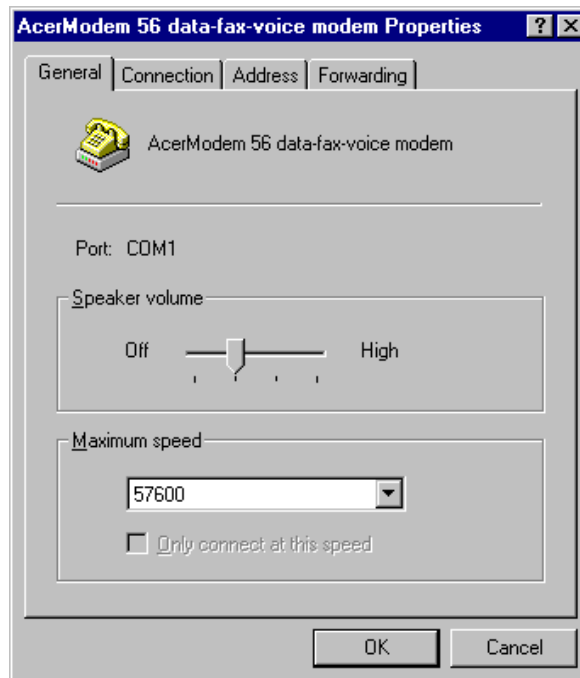 AcerModem 56 data-fax-voice modem Properties
General Connection Address Forwarding
AcerModem 56 data-fax-voice modem
Port: COM1
Speaker volume
Off High
Maximum speed
57600
Only connect at this speed
OK Cancel